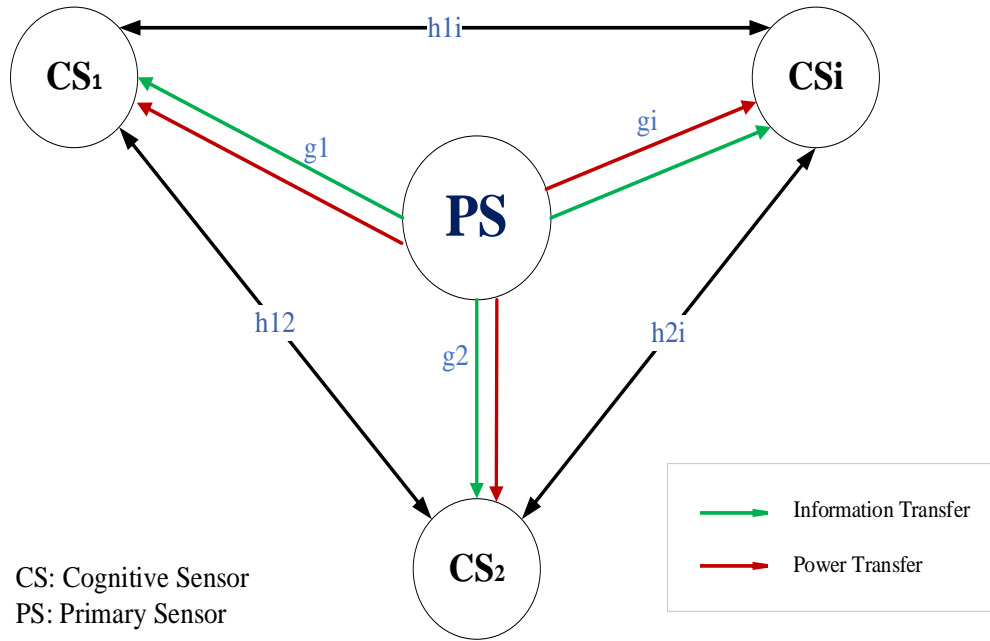 h1i
CS₁
CSi
g1
gi
PS
h12
g2
h2i
CS₂
Information Transfer
Power Transfer
CS: Cognitive Sensor
PS: Primary Sensor